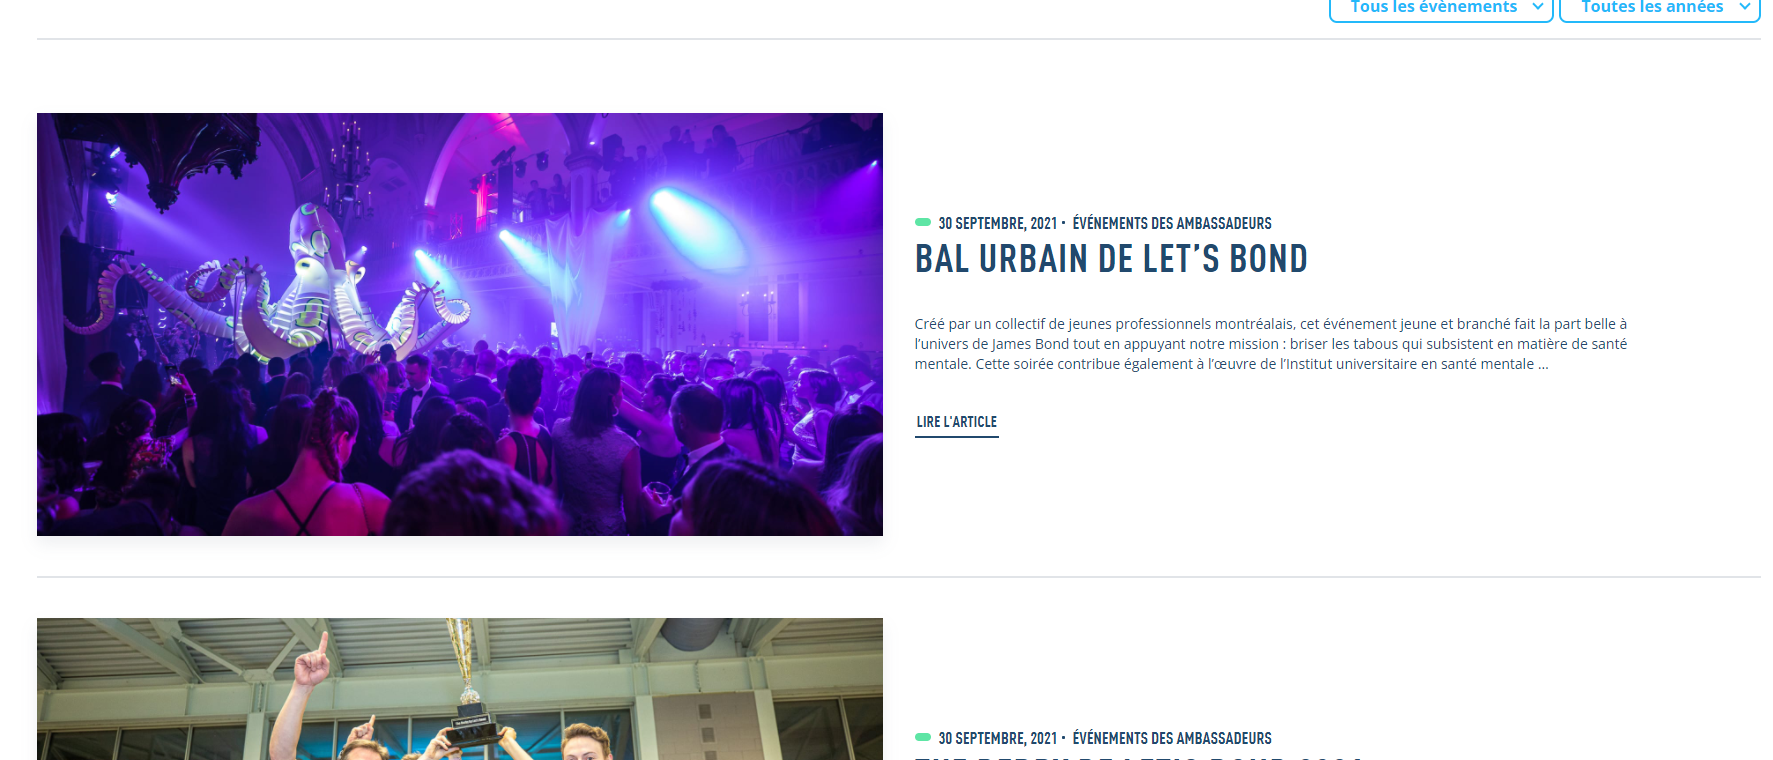 Tous les évènements
Toutes les années
30 SEPTEMBRE, 2021 • ÉVÉNEMENTS DES AMBASSADEURS
BAL URBAIN DE LET’S BOND
Créé par un collectif de jeunes professionnels montréalais, cet événement jeune et branché fait la part belle à
l’univers de James Bond tout en appuyant notre mission : briser les tabous qui subsistent en matière de santé
mentale. Cette soirée contribue également à l’œuvre de l’Institut universitaire en santé mentale ...
LIRE L'ARTICLE
30 SEPTEMBRE, 2021 • ÉVÉNEMENTS DES AMBASSADEURS